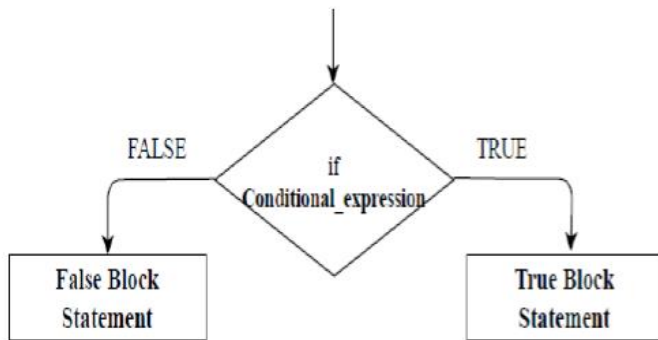 FALSE
TRUE
if
Conditional_expression
False Block
Statement
True Block
Statement